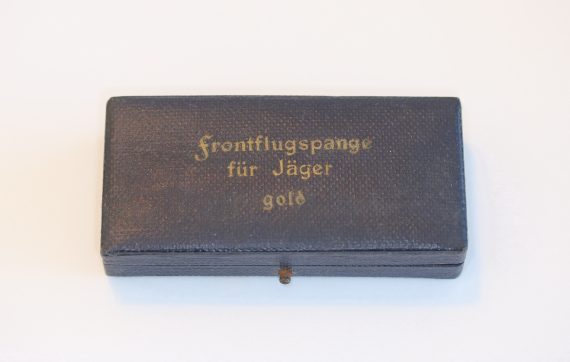 Frontflugspange
für Jäger
gold